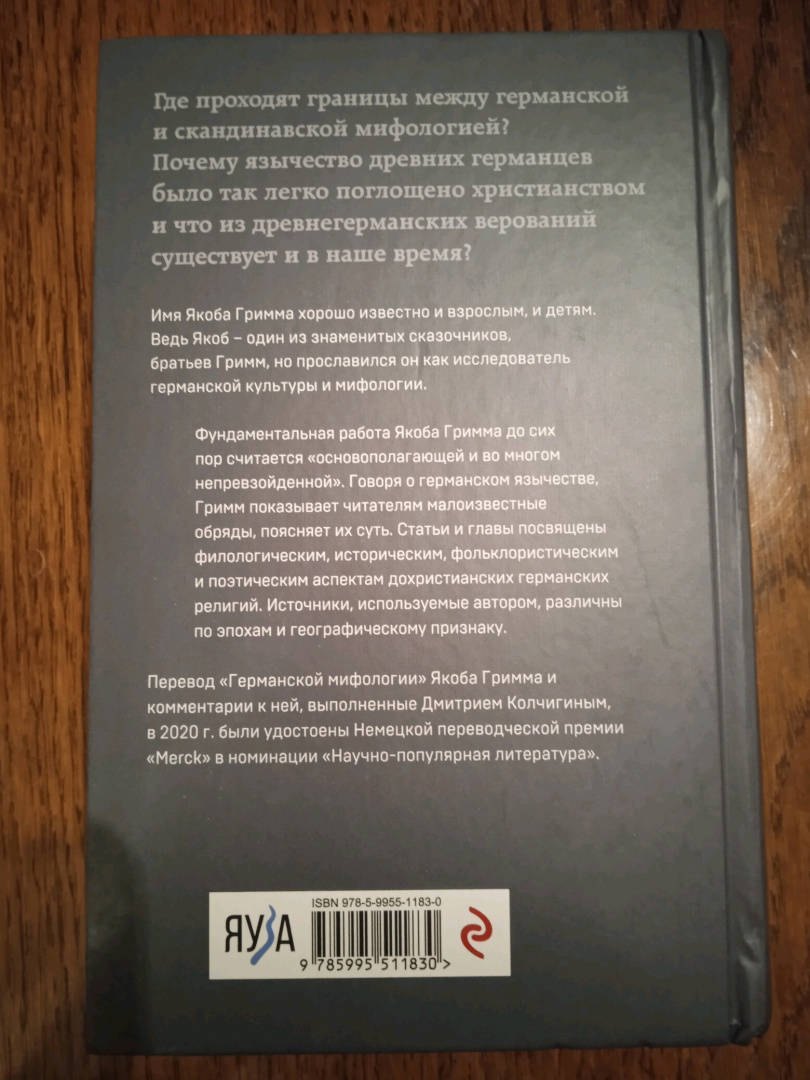 Где проходят границы между германской
и скандинавской мифологией?
Почему язычество древних германцев
было так легко поглощено христианством
и что из древнегерманских верований
существует и в наше время?
Имя Якоба Гримма хорошо известно и взрослым, и детям.
Ведь Якоб – один из знаменитых сказочников,
братьев Гримм, но прославился он как исследователь
германской культуры и мифологии.
Фундаментальная работа Якоба Гримма до сих
пор считается «основополагающей и во многом
непревзойденной». Говоря о германском язычестве,
Гримм показывает читателям малоизвестные
обряды, поясняет их суть. Статьи и главы посвящены
филологическим, историческим, фольклористическим
и поэтическим аспектам дохристианских германских
религий. Источники, используемые автором, различны
по эпохам и географическому признаку.
Перевод «Германской мифологии» Якоба Гримма и
комментарии к ней, выполненные Дмитрием Колчигиным,
в 2020 г. были удостоены Немецкой переводческой премии
«Merck» в номинации «Научно-популярная литература».
ISBN 978-5-9955-1183-0
ЯУЗА
9 785995 511830 >